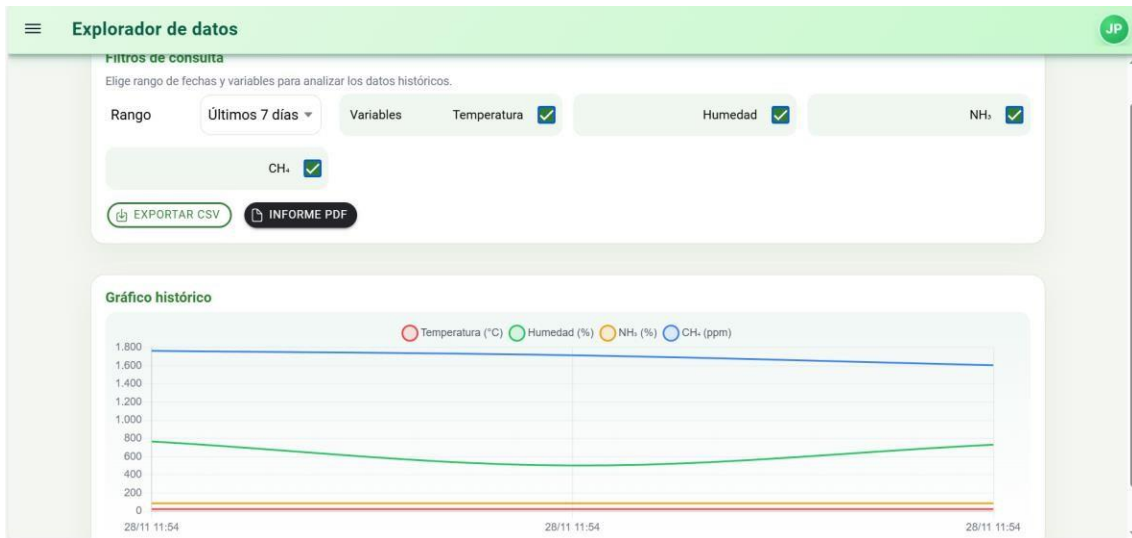 Explorador de datos
JP
Filtros de consulta
Elige rango de fechas y variables para analizar los datos históricos.
Rango
Últimos 7 días
Variables
Temperatura
Humedad
NH₃
CH₄
EXPORTAR CSV
INFORME PDF
Gráfico histórico
Temperatura (°C) Humedad (%) NH₃ (%) CH₄ (ppm)
1.800
1.600
1.400
1.200
1.000
800
600
400
200
0
28/11 11:54 28/11 11:54 28/11 11:54